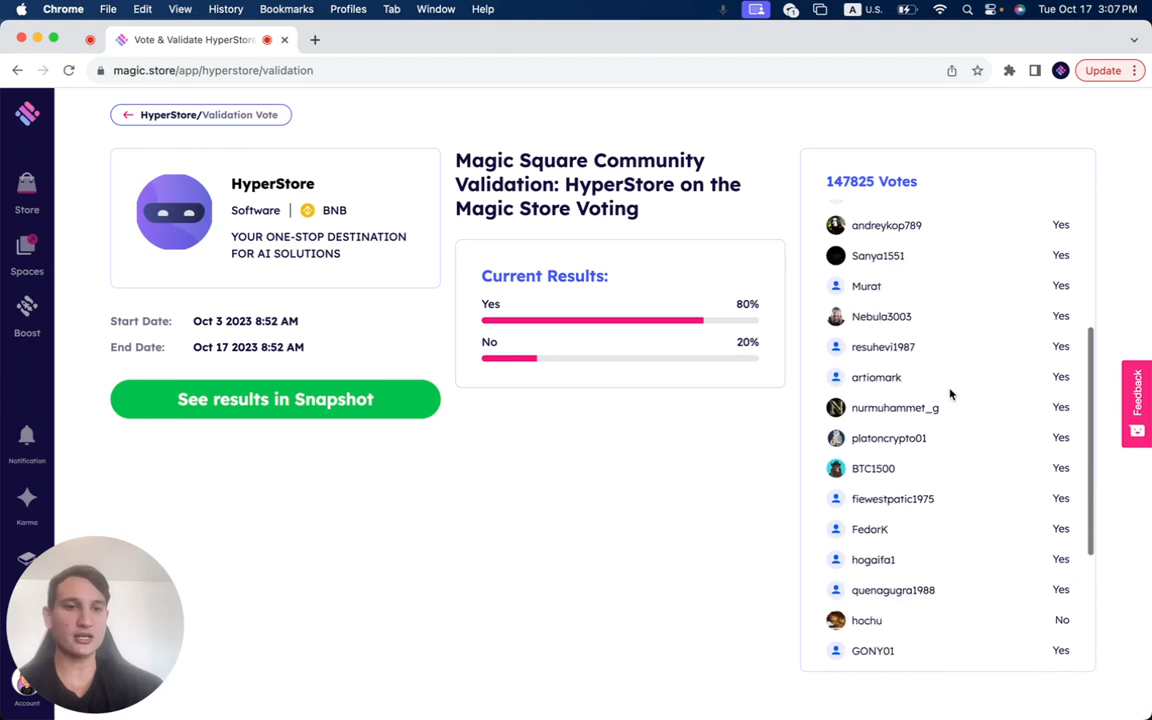 Chrome File Edit View History Bookmarks Profiles Tab Window Help
A U.S. Tue Oct 17 3:07 PM
Vote & Validate HyperStore
magic.store/app/hyperstore/validation
Update
HyperStore/Validation Vote
Store
Spaces
Boost
Notification
Karma
Account
HyperStore
Software | BNB
YOUR ONE-STOP DESTINATION
FOR AI SOLUTIONS
Start Date: Oct 3 2023 8:52 AM
End Date: Oct 17 2023 8:52 AM
See results in Snapshot
Magic Square Community
Validation: HyperStore on the
Magic Store Voting
Current Results:
Yes 80%
No 20%
147825 Votes
andreykop789 Yes
Sanya1551 Yes
Murat Yes
Nebula3003 Yes
resuhevi1987 Yes
artiomark Yes
nurmuhammet_g Yes
platoncrypto01 Yes
BTC1500 Yes
fiewestpatic1975 Yes
FedorK Yes
hogaifa1 Yes
quenagugra1988 Yes
hochu No
GONY01 Yes
Feedback